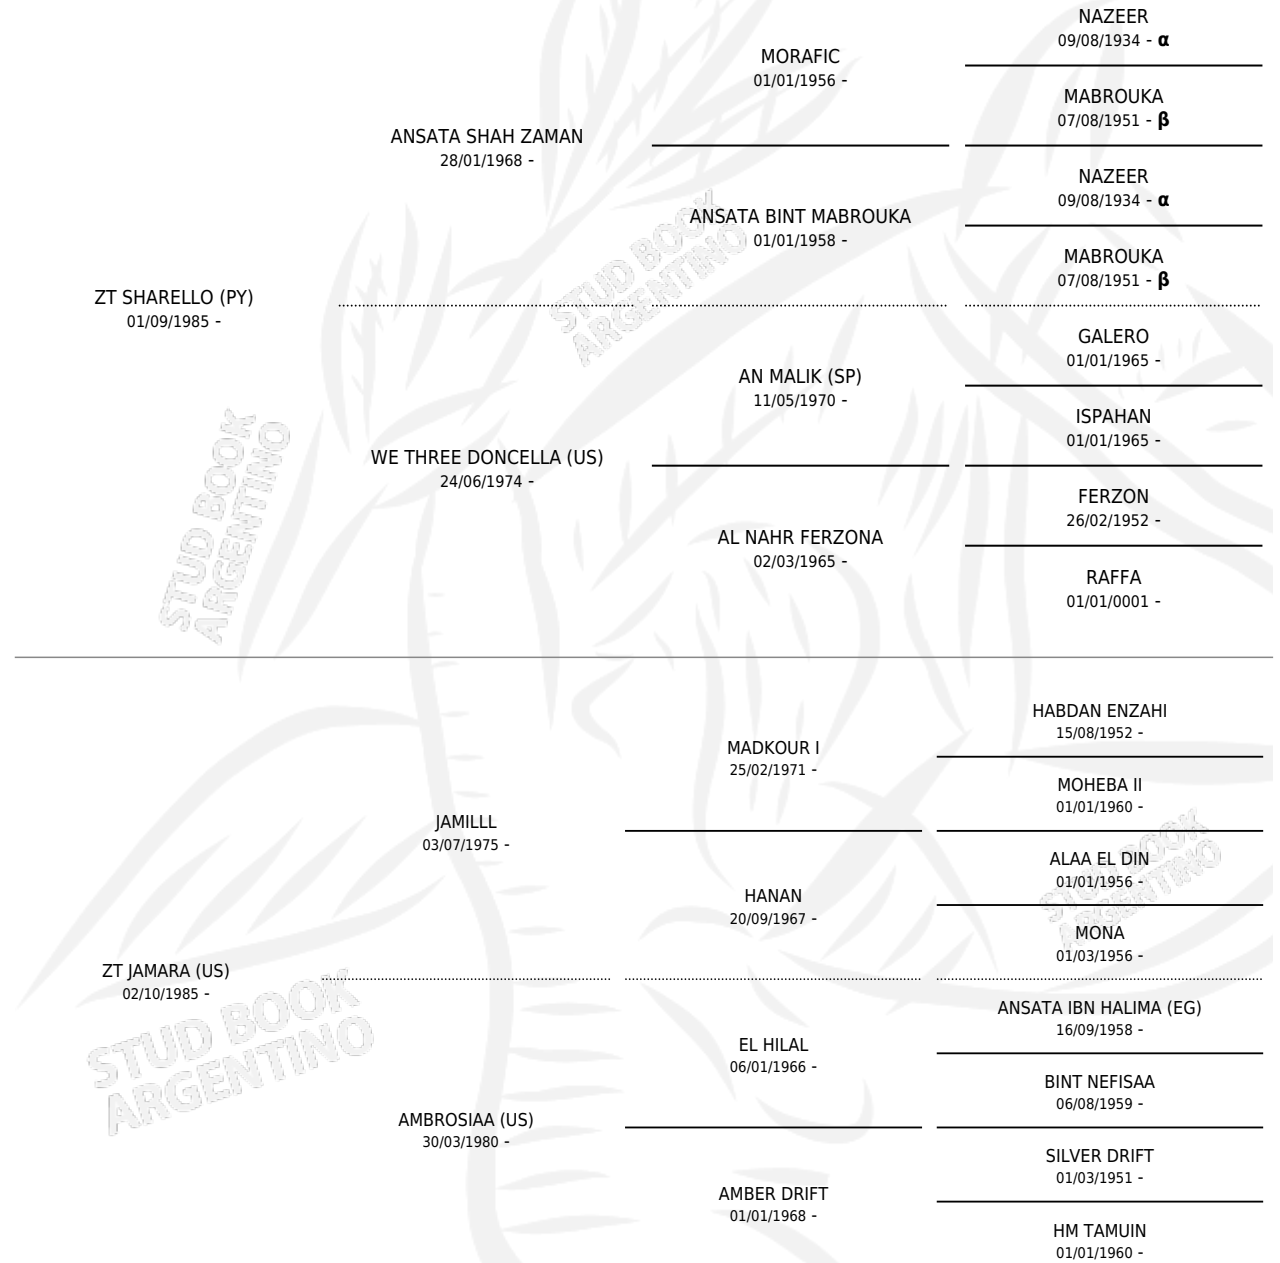 NAZEER
09/08/1934 - α
MORAFIC
01/01/1956 -
MABROUKA
07/08/1951 - β
ANSATA SHAH ZAMAN
28/01/1968 -
NAZEER
09/08/1934 - α
ANSATA BINT MABROUKA
01/01/1958 -
MABROUKA
07/08/1951 - β
ZT SHARELLO (PY)
01/09/1985 -
GALERO
01/01/1965 -
AN MALIK (SP)
11/05/1970 -
ISPAHAN
01/01/1965 -
WE THREE DONCELLA (US)
24/06/1974 -
FERZON
26/02/1952 -
AL NAHR FERZONA
02/03/1965 -
RAFFA
01/01/0001 -
HABDAN ENZAHI
15/08/1952 -
MADKOUR I
25/02/1971 -
MOHEBA II
01/01/1960 -
JAMILLL
03/07/1975 -
ALAA EL DIN
01/01/1956 -
HANAN
20/09/1967 -
MONA
01/03/1956 -
ZT JAMARA (US)
02/10/1985 -
ANSATA IBN HALIMA (EG)
16/09/1958 -
EL HILAL
06/01/1966 -
BINT NEFISAA
06/08/1959 -
AMBROSIAA (US)
30/03/1980 -
SILVER DRIFT
01/03/1951 -
AMBER DRIFT
01/01/1968 -
HM TAMUIN
01/01/1960 -
STUD BOOK
ARGENTINO
STUD BOOK
ARGENTINO
STUD BOOK
ARGENTINO
STUD BOOK
ARGENTINO